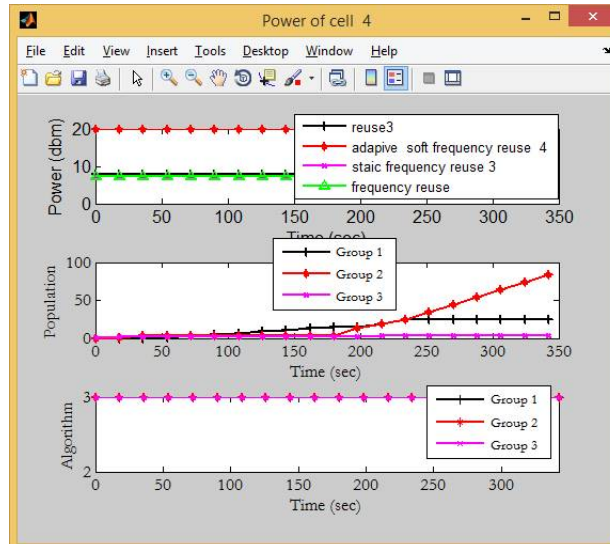 Power of cell 4
File Edit View Insert Tools Desktop Window Help
Power (dbm)
20
10
0
reuse3
adapive soft frequency reuse 4
staic frequency reuse 3
frequency reuse
0 50 100 150 200 250 300 350
Time (sec)
Population
100
50
0
Group 1
Group 2
Group 3
0 50 100 150 200 250 300 350
Time (sec)
Algorithm
3
2
Group 1
Group 2
Group 3
0 50 100 150 200 250 300
Time (sec)